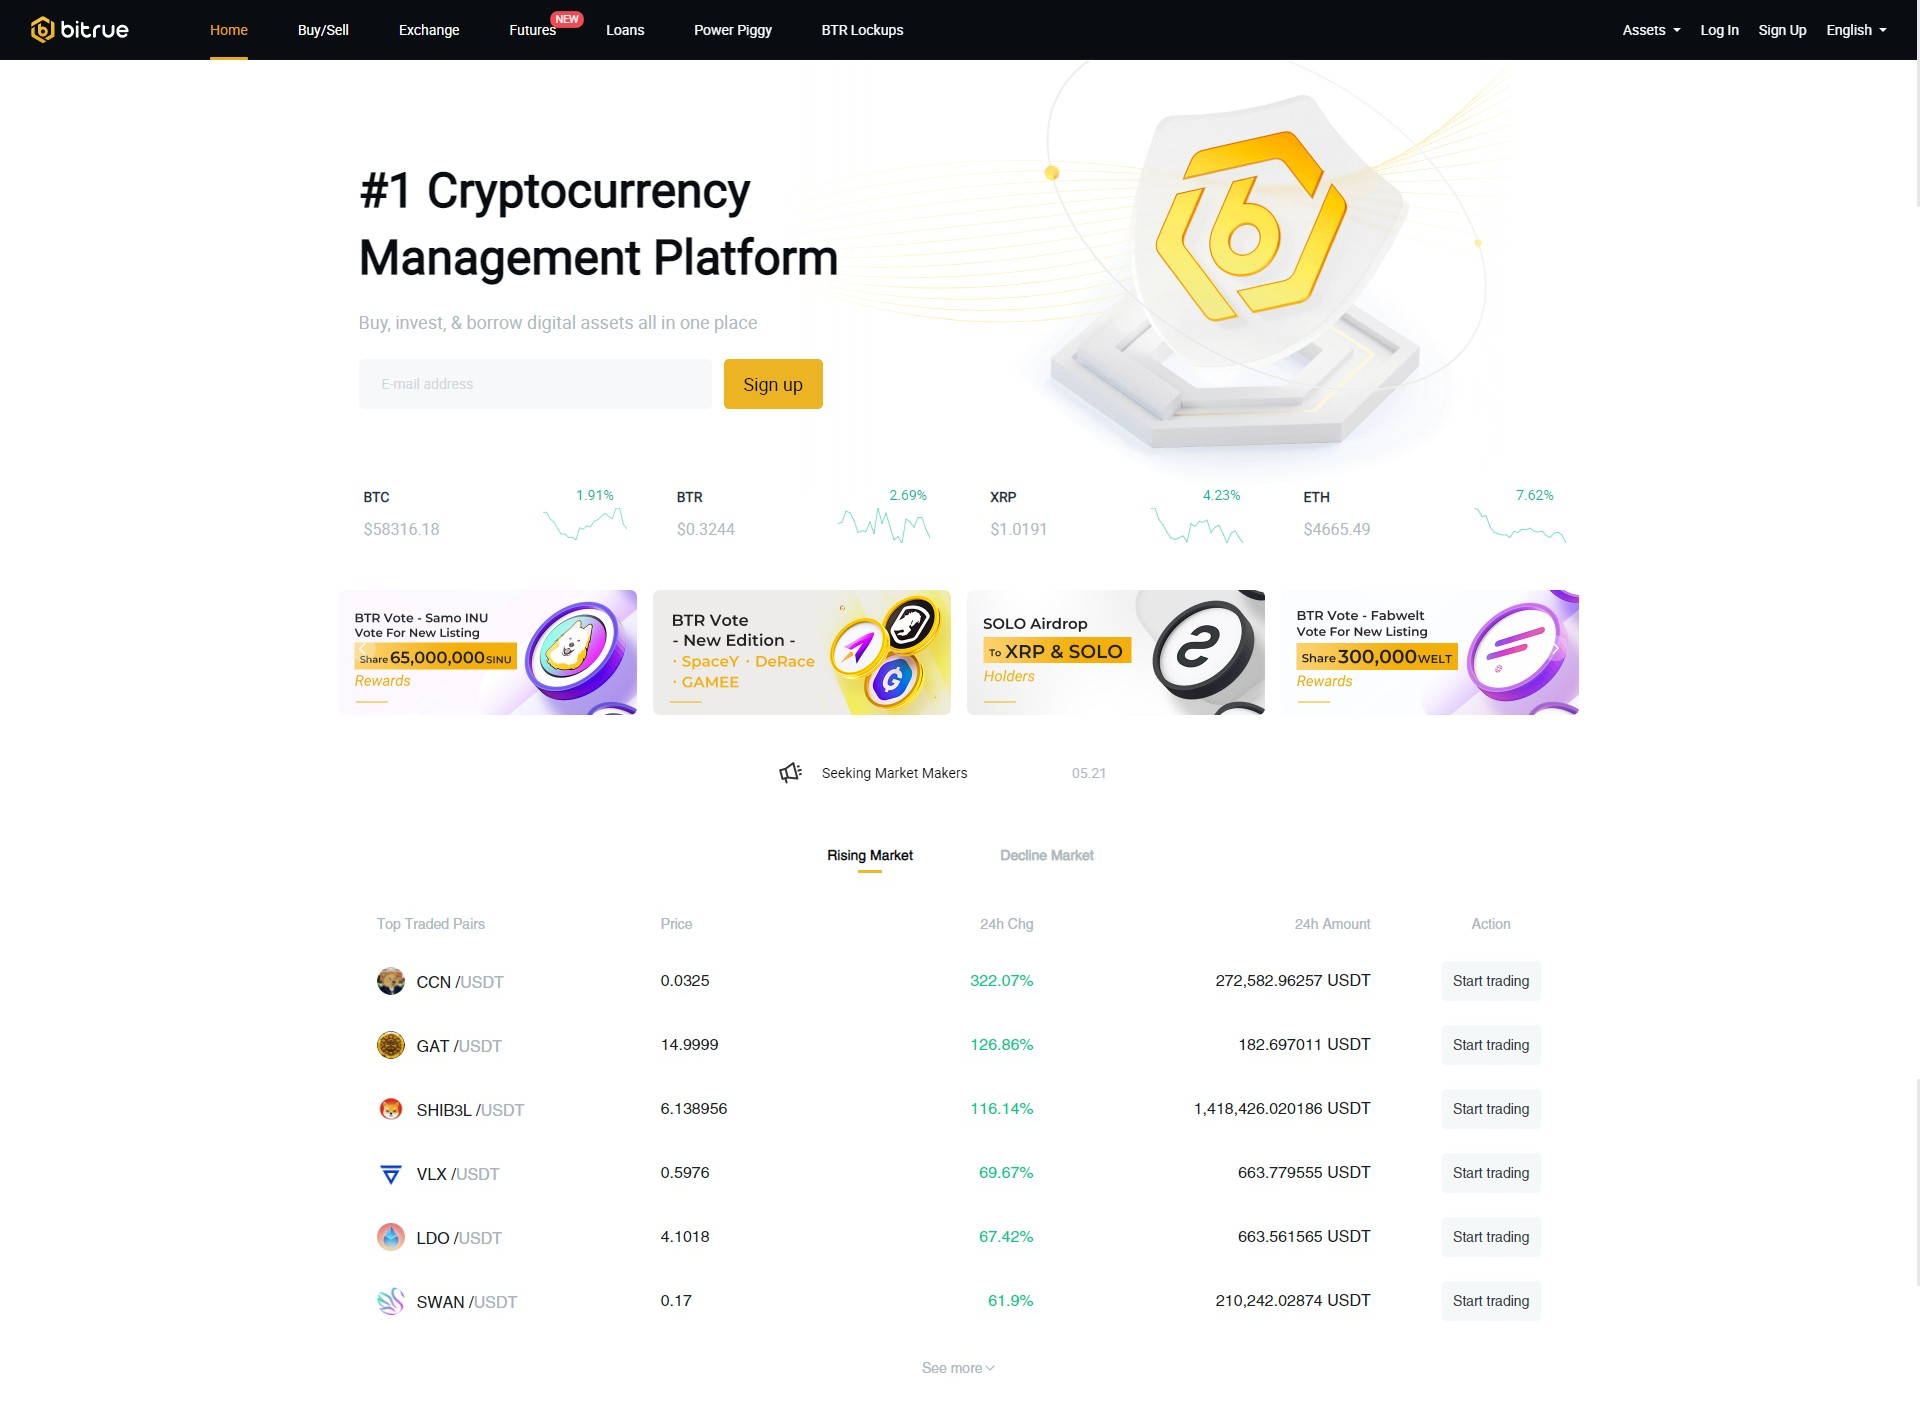 bitrue
Home
Buy/Sell
Exchange
Futures
NEW
Loans
Power Piggy
BTR Lockups
Assets
Log In
Sign Up
English
#1 Cryptocurrency
Management Platform
Buy, invest, & borrow digital assets all in one place
E-mail address
Sign up
BTC
1.91%
$58316.18
BTR
2.69%
$0.3244
XRP
4.23%
$1.0191
ETH
7.62%
$4665.49
BTR Vote - Samo INU
Vote For New Listing
Share 65,000,000 SINU
Rewards
BTR Vote
- New Edition -
· SpaceY · DeRace
· GAMEE
SOLO Airdrop
To XRP & SOLO
Holders
BTR Vote - Fabwelt
Vote For New Listing
Share 300,000 WELT
Rewards
Seeking Market Makers
05.21
Rising Market
Decline Market
Top Traded Pairs
Price
24h Chg
24h Amount
Action
CCN /USDT
0.0325
322.07%
272,582.96257 USDT
Start trading
GAT /USDT
14.9999
126.86%
182.697011 USDT
Start trading
SHIB3L /USDT
6.138956
116.14%
1,418,426.020186 USDT
Start trading
VLX /USDT
0.5976
69.67%
663.779555 USDT
Start trading
LDO /USDT
4.1018
67.42%
663.561565 USDT
Start trading
SWAN /USDT
0.17
61.9%
210,242.02874 USDT
Start trading
See more